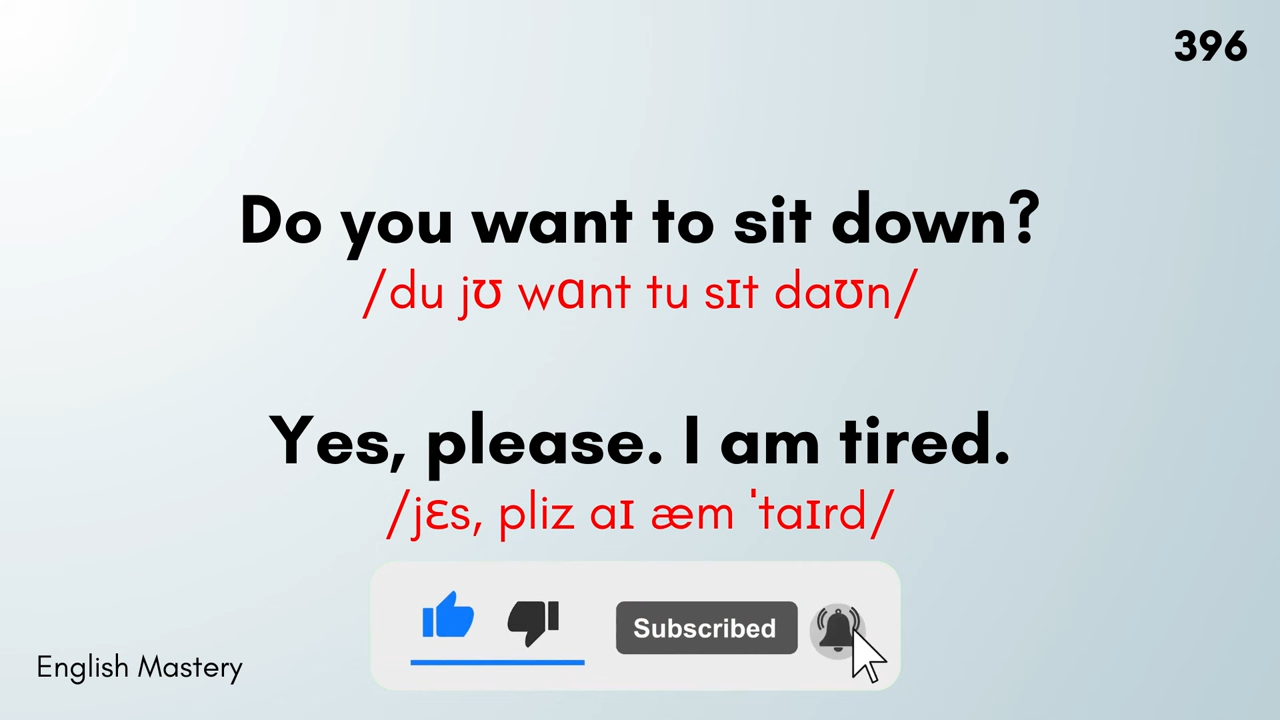 396
Do you want to sit down?
/du jʊ wɑnt tu sɪt daʊn/
Yes, please. I am tired.
/jɛs, pliz aɪ æm ˈtaɪrd/
Subscribed
English Mastery